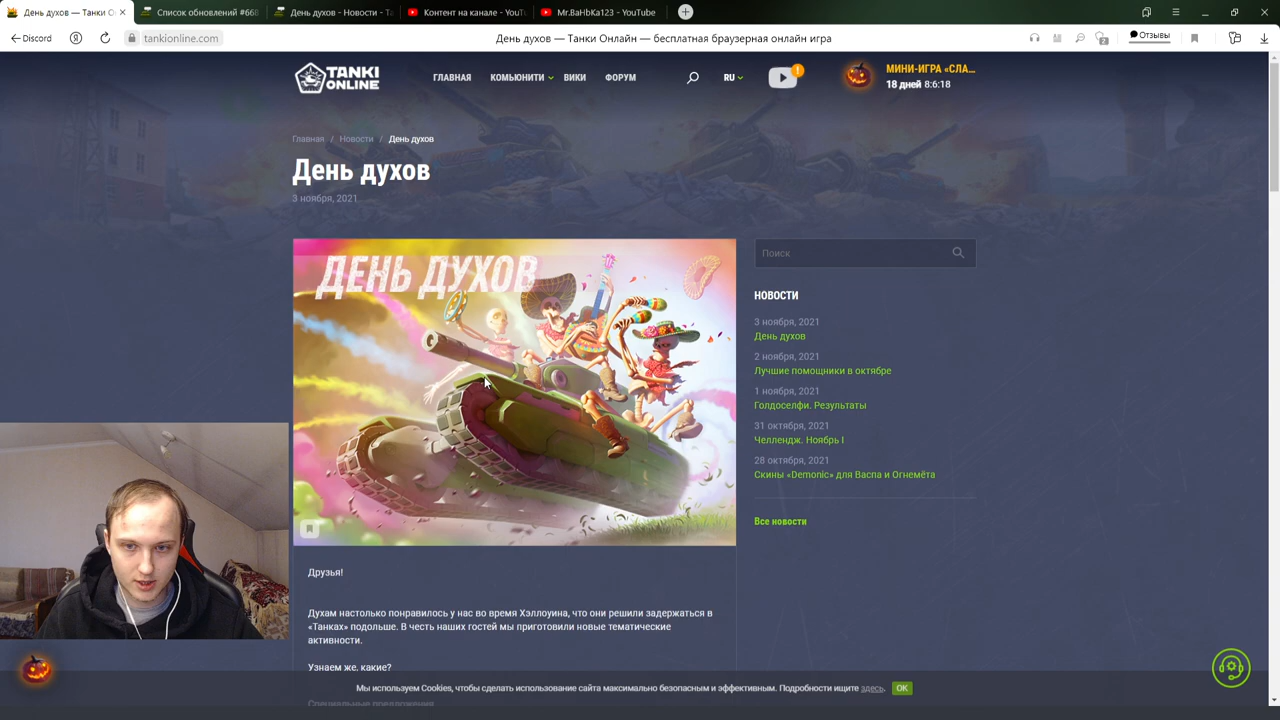 День духов — Танки О
Список обновлений #668
День духов - Новости - Та
Контент на канале - YouTu
Mr.BaHbKa123 - YouTube
Discord
tankionline.com
День духов — Танки Онлайн — бесплатная браузерная онлайн игра
2
Отзывы
TANKI ONLINE
ГЛАВНАЯ
КОМЬЮНИТИ
ВИКИ
ФОРУМ
RU
!
МИНИ-ИГРА «СЛА...
18 дней 8:6:18
Главная / Новости / День духов
День духов
3 ноября, 2021
ДЕНЬ ДУХОВ
Друзья!
Духам настолько понравилось у нас во время Хэллоуина, что они решили задержаться в
«Танках» подольше. В честь наших гостей мы приготовили новые тематические
активности.
Узнаем же, какие?
Специальные предложения
Поиск
НОВОСТИ
3 ноября, 2021
День духов
2 ноября, 2021
Лучшие помощники в октябре
1 ноября, 2021
Голдоселфи. Результаты
31 октября, 2021
Челлендж. Ноябрь I
28 октября, 2021
Скины «Demonic» для Васпа и Огнемёта
Все новости
Мы используем Cookies, чтобы сделать использование сайта максимально безопасным и эффективным. Подробности ищите здесь.
OK